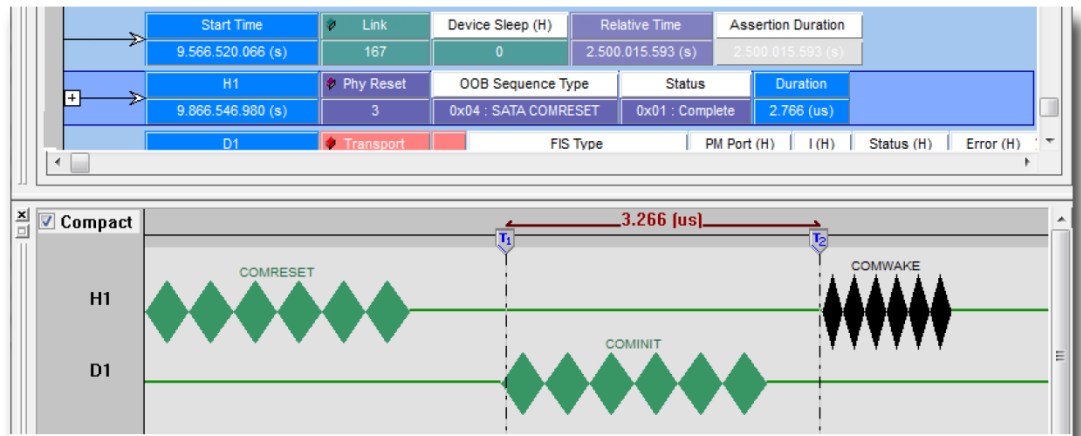 Start Time Link Device Sleep (H) Relative Time Assertion Duration
9.566.520.066 (s) 167 0 2.500.015.593 (s) 2.500.015.593 (s)
H1 Phy Reset OOB Sequence Type Status Duration
9.866.546.980 (s) 3 0x04 : SATA COMRESET 0x01 : Complete 2.766 (us)
D1 Transport FIS Type PM Port (H) I (H) Status (H) Error (H)
Compact 3.266 (us)
T1 T2
COMRESET COMWAKE
H1
COMINIT
D1